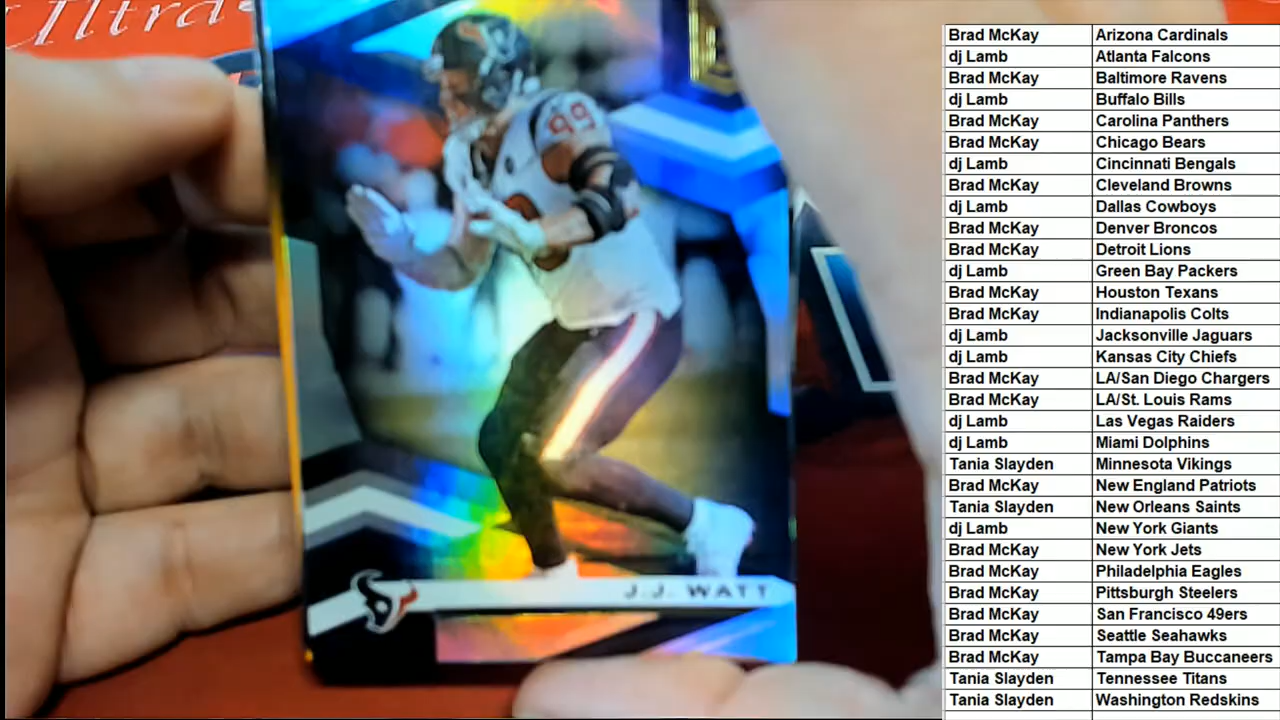 Iltra
99
J.J. WATT
Brad McKay Arizona Cardinals
dj Lamb Atlanta Falcons
Brad McKay Baltimore Ravens
dj Lamb Buffalo Bills
Brad McKay Carolina Panthers
Brad McKay Chicago Bears
dj Lamb Cincinnati Bengals
Brad McKay Cleveland Browns
dj Lamb Dallas Cowboys
Brad McKay Denver Broncos
Brad McKay Detroit Lions
dj Lamb Green Bay Packers
Brad McKay Houston Texans
Brad McKay Indianapolis Colts
dj Lamb Jacksonville Jaguars
dj Lamb Kansas City Chiefs
Brad McKay LA/San Diego Chargers
Brad McKay LA/St. Louis Rams
dj Lamb Las Vegas Raiders
dj Lamb Miami Dolphins
Tania Slayden Minnesota Vikings
Brad McKay New England Patriots
Tania Slayden New Orleans Saints
dj Lamb New York Giants
Brad McKay New York Jets
Brad McKay Philadelphia Eagles
Brad McKay Pittsburgh Steelers
Brad McKay San Francisco 49ers
Brad McKay Seattle Seahawks
Brad McKay Tampa Bay Buccaneers
Tania Slayden Tennessee Titans
Tania Slayden Washington Redskins